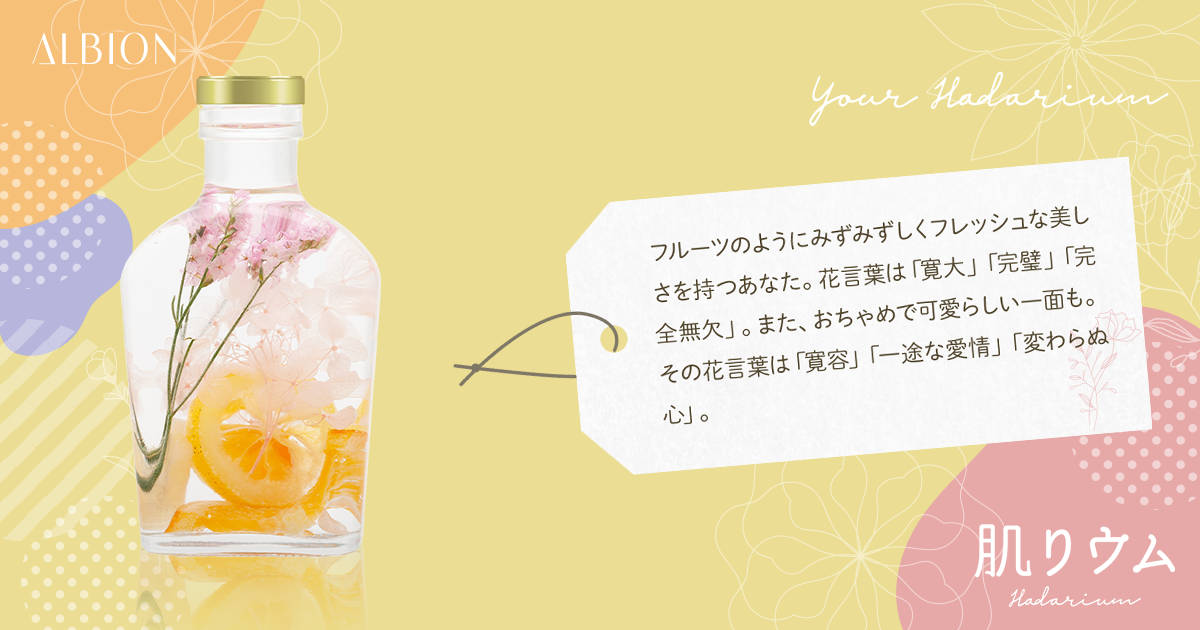 ALBION
Your Hadarium
フルーツのようにみずみずしくフレッシュな美し
さを持つあなた。花言葉は「寛大」「完璧」「完
全無欠」。また、おちゃめで可愛らしい一面も。
その花言葉は「寛容」「一途な愛情」「変わらぬ
心」。
肌りウム
Hadarium